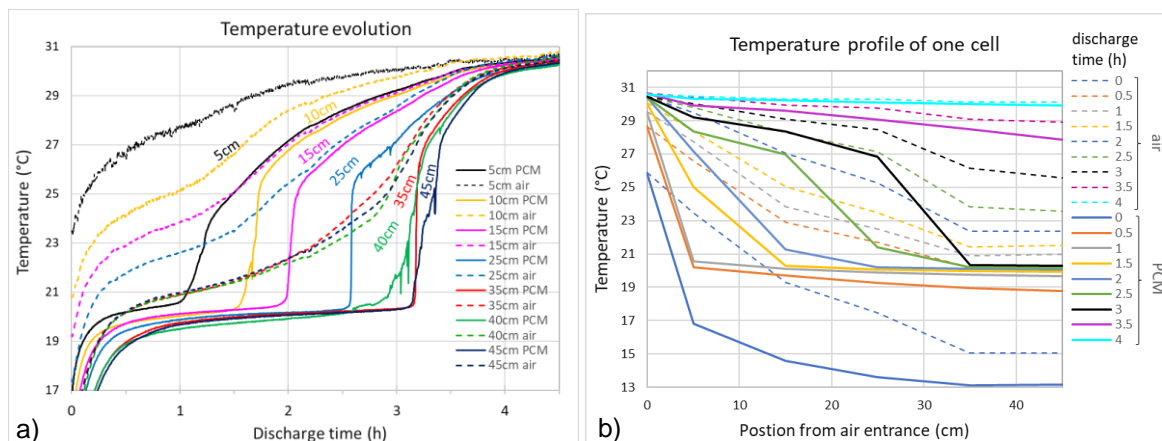 Temperature evolution
31
29
27
25
23
21
19
17
Temperature (°C)
0
1
2
3
4
Discharge time (h)
5cm
10cm
15cm
25cm
35cm
40cm
45cm
5cm PCM
5cm air
10cm PCM
10cm air
15cm PCM
15cm air
25cm PCM
25cm air
35cm PCM
35cm air
40cm PCM
40cm air
45cm PCM
45cm air
a)
Temperature profile of one cell
31
29
27
25
23
21
19
17
15
13
Temperature (°C)
0
10
20
30
40
Postion from air entrance (cm)
discharge
time (h)
0
0.5
1
1.5
2
2.5
3
3.5
4
air
0
0.5
1
1.5
2
2.5
3
3.5
4
PCM
b)